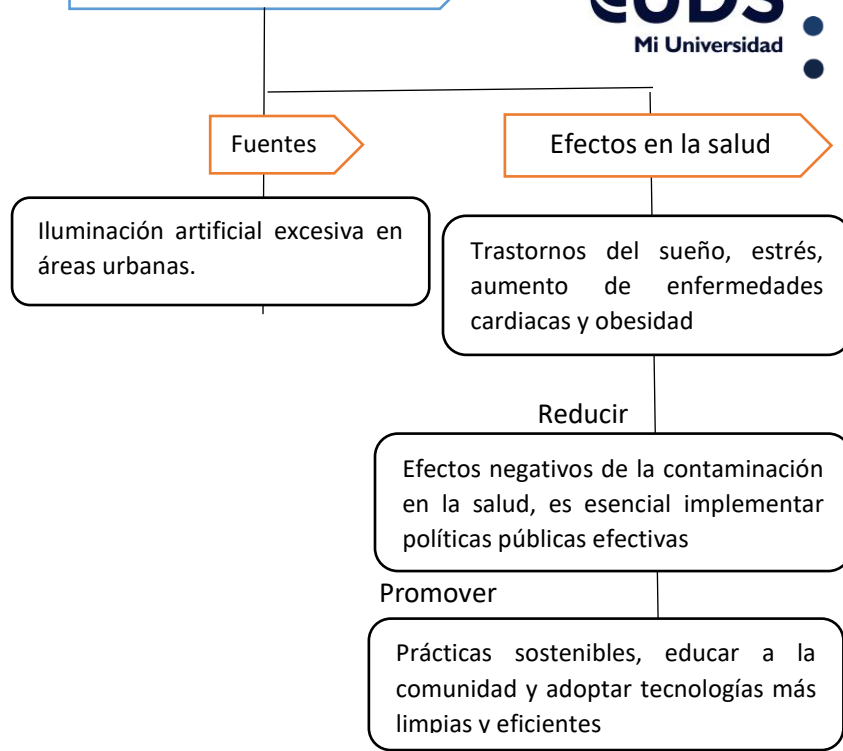 UDS
Mi Universidad
Fuentes
Efectos en la salud
Iluminación artificial excesiva en
áreas urbanas.
Trastornos del sueño, estrés,
aumento de enfermedades
cardiacas y obesidad
Reducir
Efectos negativos de la contaminación
en la salud, es esencial implementar
políticas públicas efectivas
Promover
Prácticas sostenibles, educar a la
comunidad y adoptar tecnologías más
limpias y eficientes